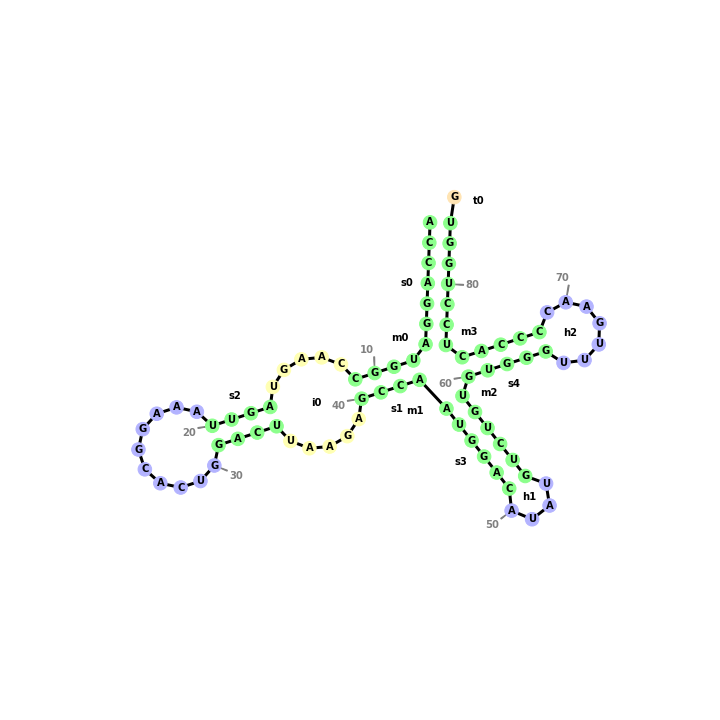 A C C A G G A
s0
m0
U G G C
10
C A A G U
i0
A G U U
s2
20
A A A G G C A C U G
30
G A C U
U A A G A
40
G C C A
s1
m1
A U G G A C
s3
50
A U A U
h1
G U C U G U
m2
60
G U G G G
s4
U U U G A A C
h2
70
C C C A C
m3
U C C U G G U
80
G
t0